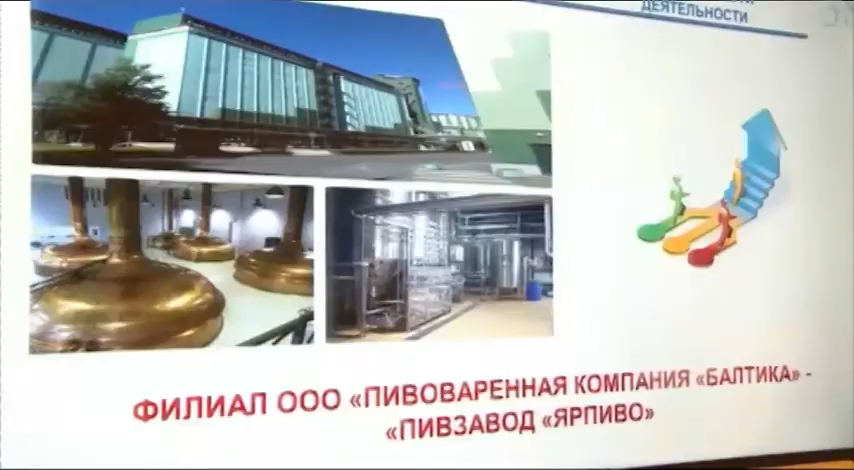 ДЕЯТЕЛЬНОСТИ
ФИЛИАЛ ООО «ПИВОВАРЕННАЯ КОМПАНИЯ «БАЛТИКА» -
«ПИВЗАВОД «ЯРПИВО»